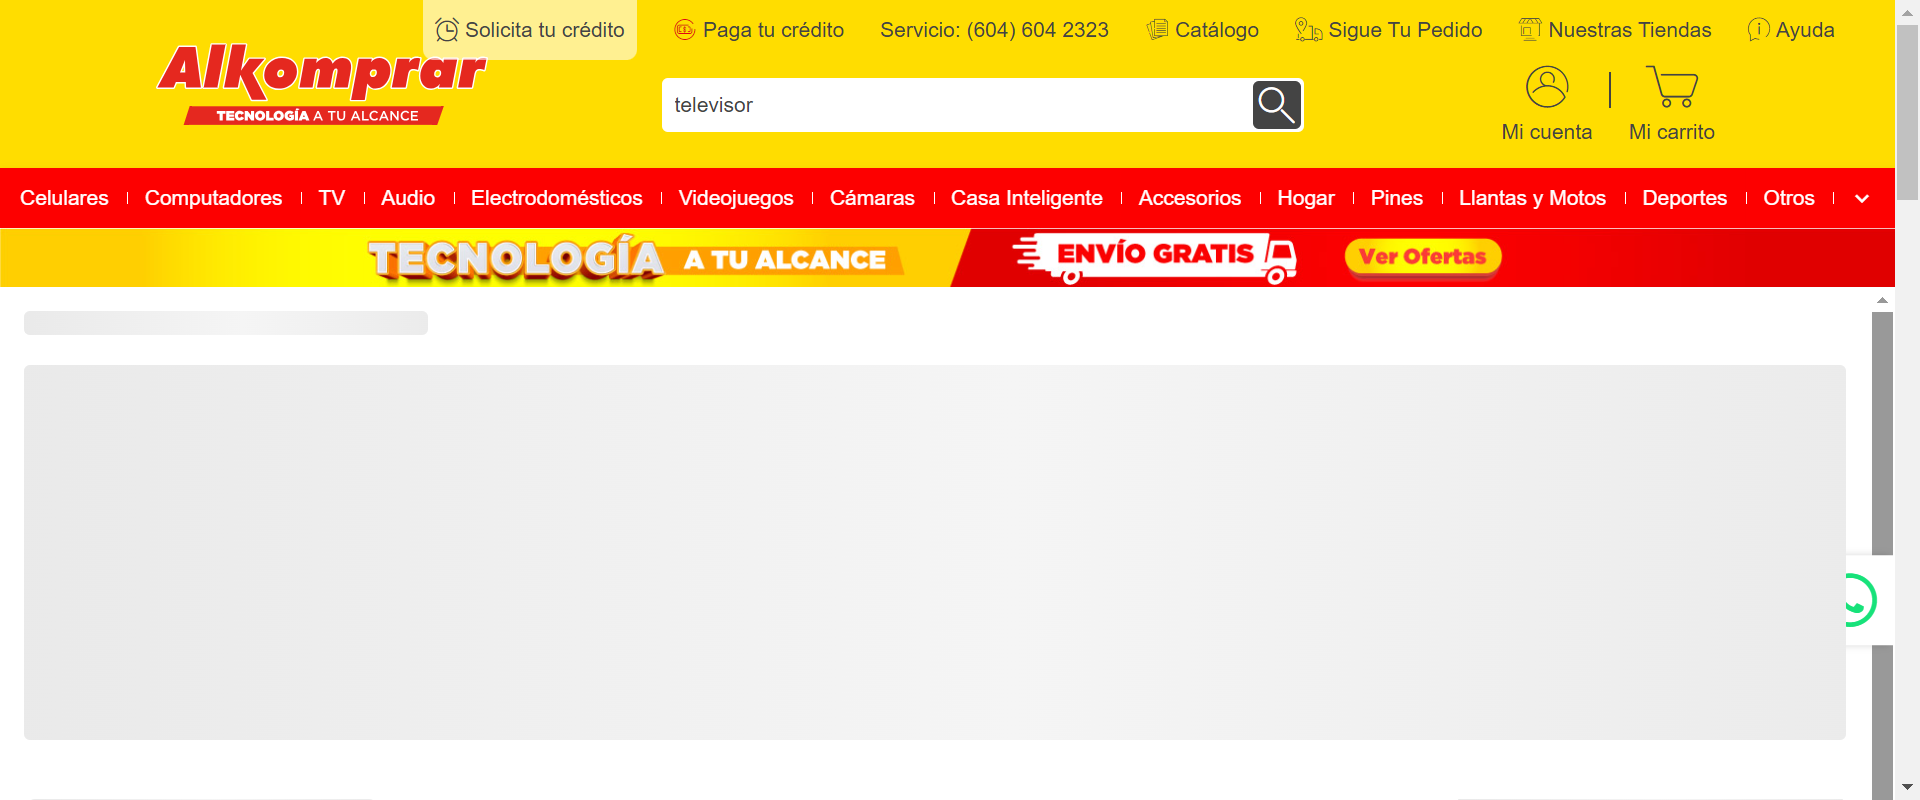 Solicita tu crédito
Paga tu crédito
Servicio: (604) 604 2323
Catálogo
Sigue Tu Pedido
Nuestras Tiendas
Ayuda
Alkomprar
TECNOLOGÍA A TU ALCANCE
televisor
Mi cuenta
Mi carrito
Celulares
Computadores
TV
Audio
Electrodomésticos
Videojuegos
Cámaras
Casa Inteligente
Accesorios
Hogar
Pines
Llantas y Motos
Deportes
Otros
TECNOLOGÍA A TU ALCANCE
ENVÍO GRATIS
Ver Ofertas